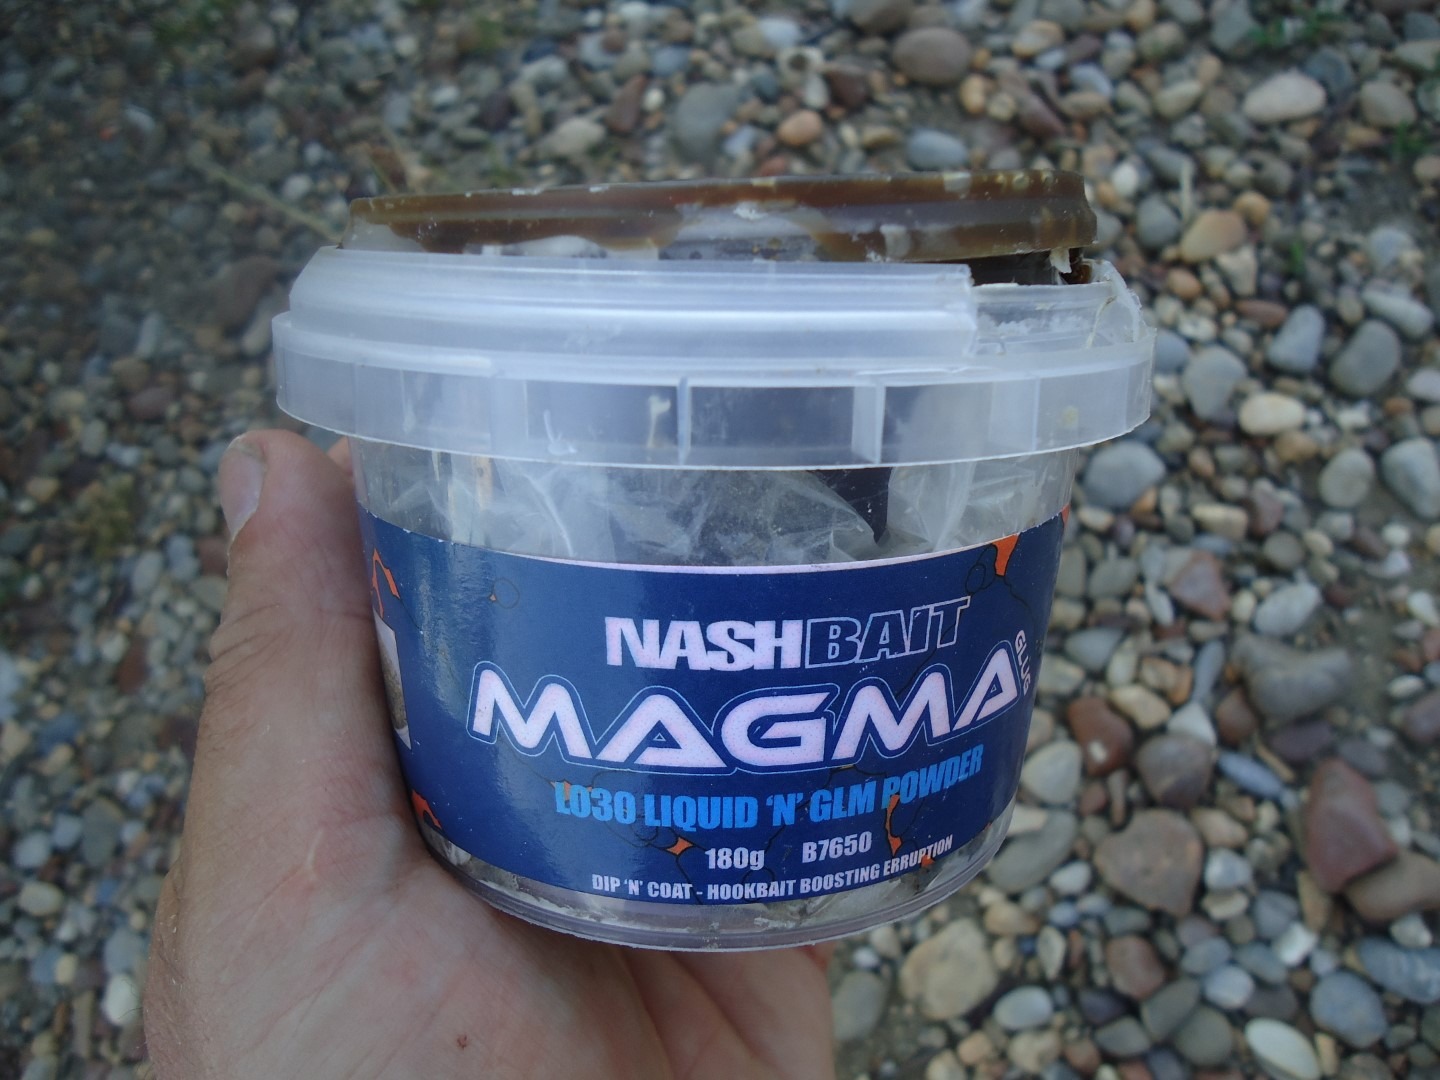 NASHBAIT
MAGMA GLUG
L030 LIQUID 'N' GLM POWDER
180g B7650
DIP 'N' COAT - HOOKBAIT BOOSTING ERRUPTION